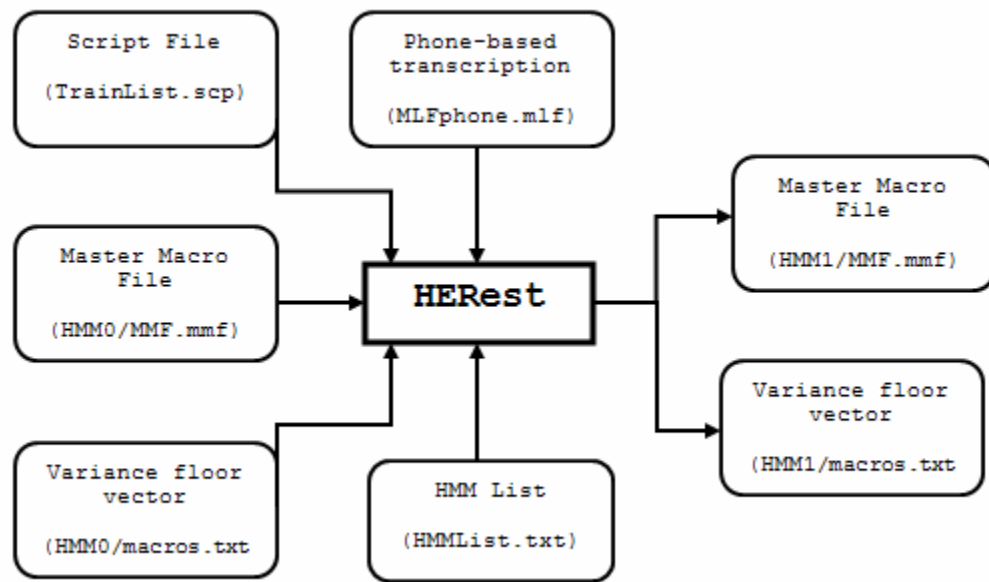 Script File
(TrainList.scp)
Phone-based
transcription
(MLFphone.mlf)
Master Macro
File
(HMM0/MMF.mmf)
HERest
Master Macro
File
(HMM1/MMF.mmf)
Variance floor
vector
(HMM0/macros.txt
HMM List
(HMMList.txt)
Variance floor
vector
(HMM1/macros.txt